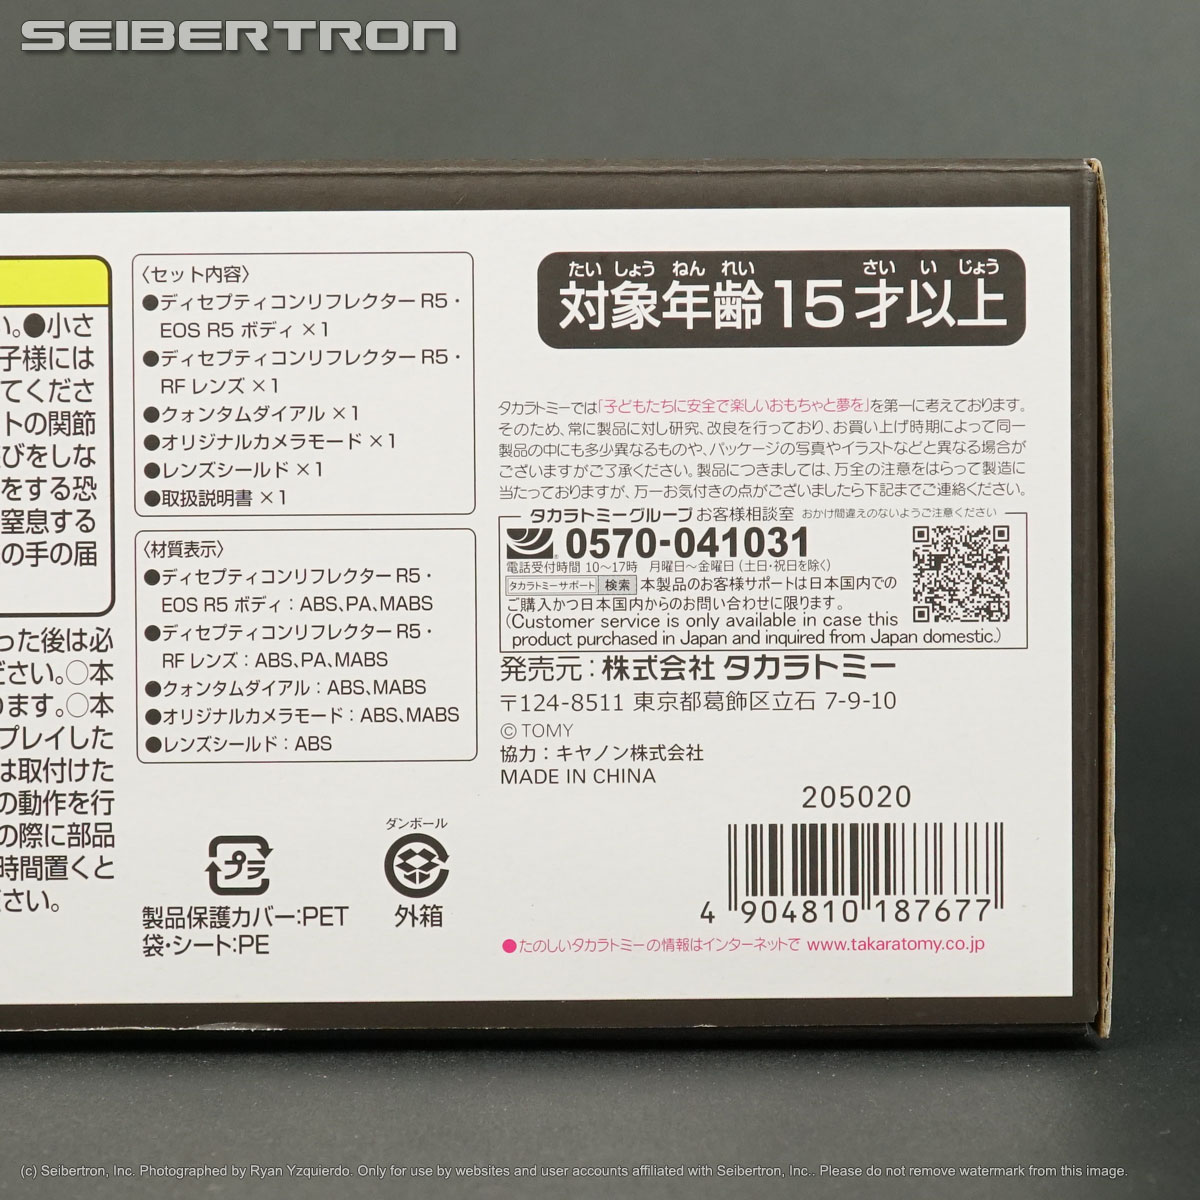 SEIBERTRON
い。●小さ
子様には
てくださ
トの関節
びをしな
をする恐
窒息する
の手の届
った後は必
ださい。○本
ります。○本
プレイした
は取付けた
の動作を行
の際に部品
時間置くと
ださい。
〈セット内容〉
●ディセプティコンリフレクター R5・
EOS R5 ボディ ×1
●ディセプティコンリフレクター R5・
RF レンズ ×1
●クォンタムダイアル ×1
●オリジナルカメラモード ×1
●レンズシールド ×1
●取扱説明書 ×1
〈材質表示〉
●ディセプティコンリフレクター R5・
EOS R5 ボディ：ABS、PA、MABS
●ディセプティコンリフレクター R5・
RF レンズ：ABS、PA、MABS
●クォンタムダイアル：ABS、MABS
●オリジナルカメラモード：ABS、MABS
●レンズシールド：ABS
プラ
製品保護カバー：PET
袋・シート：PE
ダンボール
外箱
たい しょう ねん れい さい い じょう
対象年齢 15 才以上
タカラトミーでは「子どもたちに安全で楽しいおもちゃと夢を」を第一に考えております。
そのため、常に製品に対し研究、改良を行っており、お買い上げ時期によって同一
製品の中にも多少異なるものや、パッケージの写真やイラストなどと異なる場合が
ございますがご了承ください。製品につきましては、万全の注意をはらって製造に
当たっておりますが、万一お気付きの点がございましたら下記までご連絡ください。
タカラトミーグループ お客様相談室 おかけ間違えのないようご注意ください
0570-041031
電話受付時間 10〜17時 月曜日〜金曜日（土・日・祝日を除く）
タカラトミーサポート 検索 本製品のお客様サポートは日本国内での
ご購入かつ日本国内からのお問い合わせに限ります。
（Customer service is only available in case this
product purchased in Japan and inquired from Japan domestic.）
発売元：株式会社 タカラトミー
〒124-8511 東京都葛飾区立石 7-9-10
©TOMY
協力：キヤノン株式会社
MADE IN CHINA
205020
4 904810 187677
●たのしいタカラトミーの情報はインターネットで www.takaratomy.co.jp
(c) Seibertron, Inc. Photographed by Ryan Yzquierdo. Only for use by websites and user accounts affiliated with Seibertron, Inc.. Please do not remove watermark from this image.